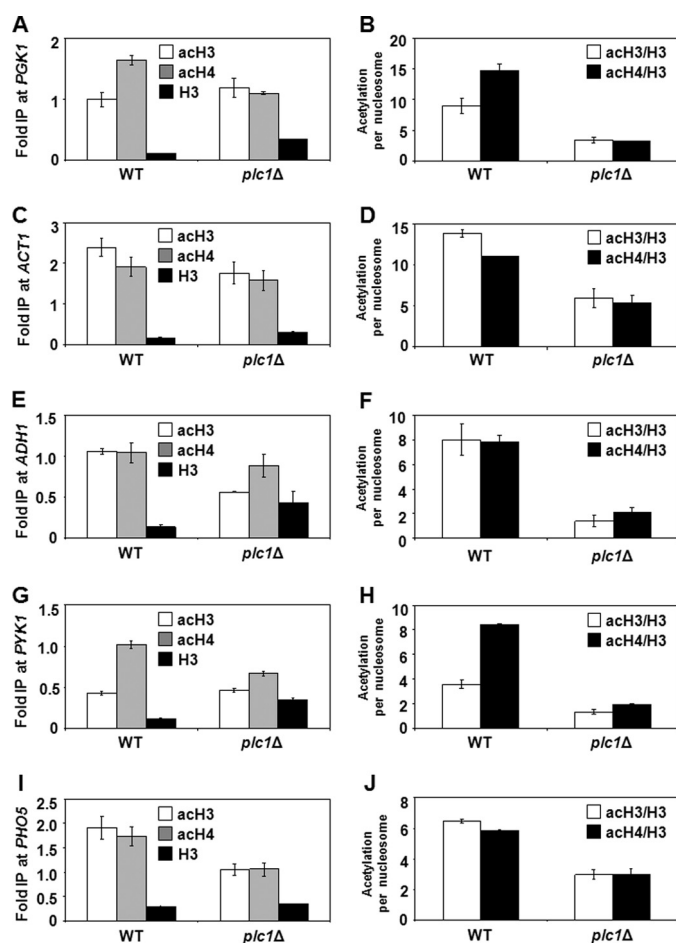 A
Fold IP at PGK1
2
1
0
acH3
acH4
H3
WT
plc1Δ
B
Acetylation
per nucleosome
20
15
10
5
0
acH3/H3
acH4/H3
WT
plc1Δ
C
Fold IP at ACT1
3
2
1
0
acH3
acH4
H3
WT
plc1Δ
D
Acetylation
per nucleosome
15
10
5
0
acH3/H3
acH4/H3
WT
plc1Δ
E
Fold IP at ADH1
1.5
1.0
0.5
0
acH3
acH4
H3
WT
plc1Δ
F
Acetylation
per nucleosome
8
6
4
2
0
acH3/H3
acH4/H3
WT
plc1Δ
G
Fold IP at PYK1
1.5
1.0
0.5
0
acH3
acH4
H3
WT
plc1Δ
H
Acetylation
per nucleosome
8
6
4
2
0
acH3/H3
acH4/H3
WT
plc1Δ
I
Fold IP at PHO5
2.5
2.0
1.5
1.0
0.5
0
acH3
acH4
H3
WT
plc1Δ
J
Acetylation
per nucleosome
6
4
2
0
acH3/H3
acH4/H3
WT
plc1Δ